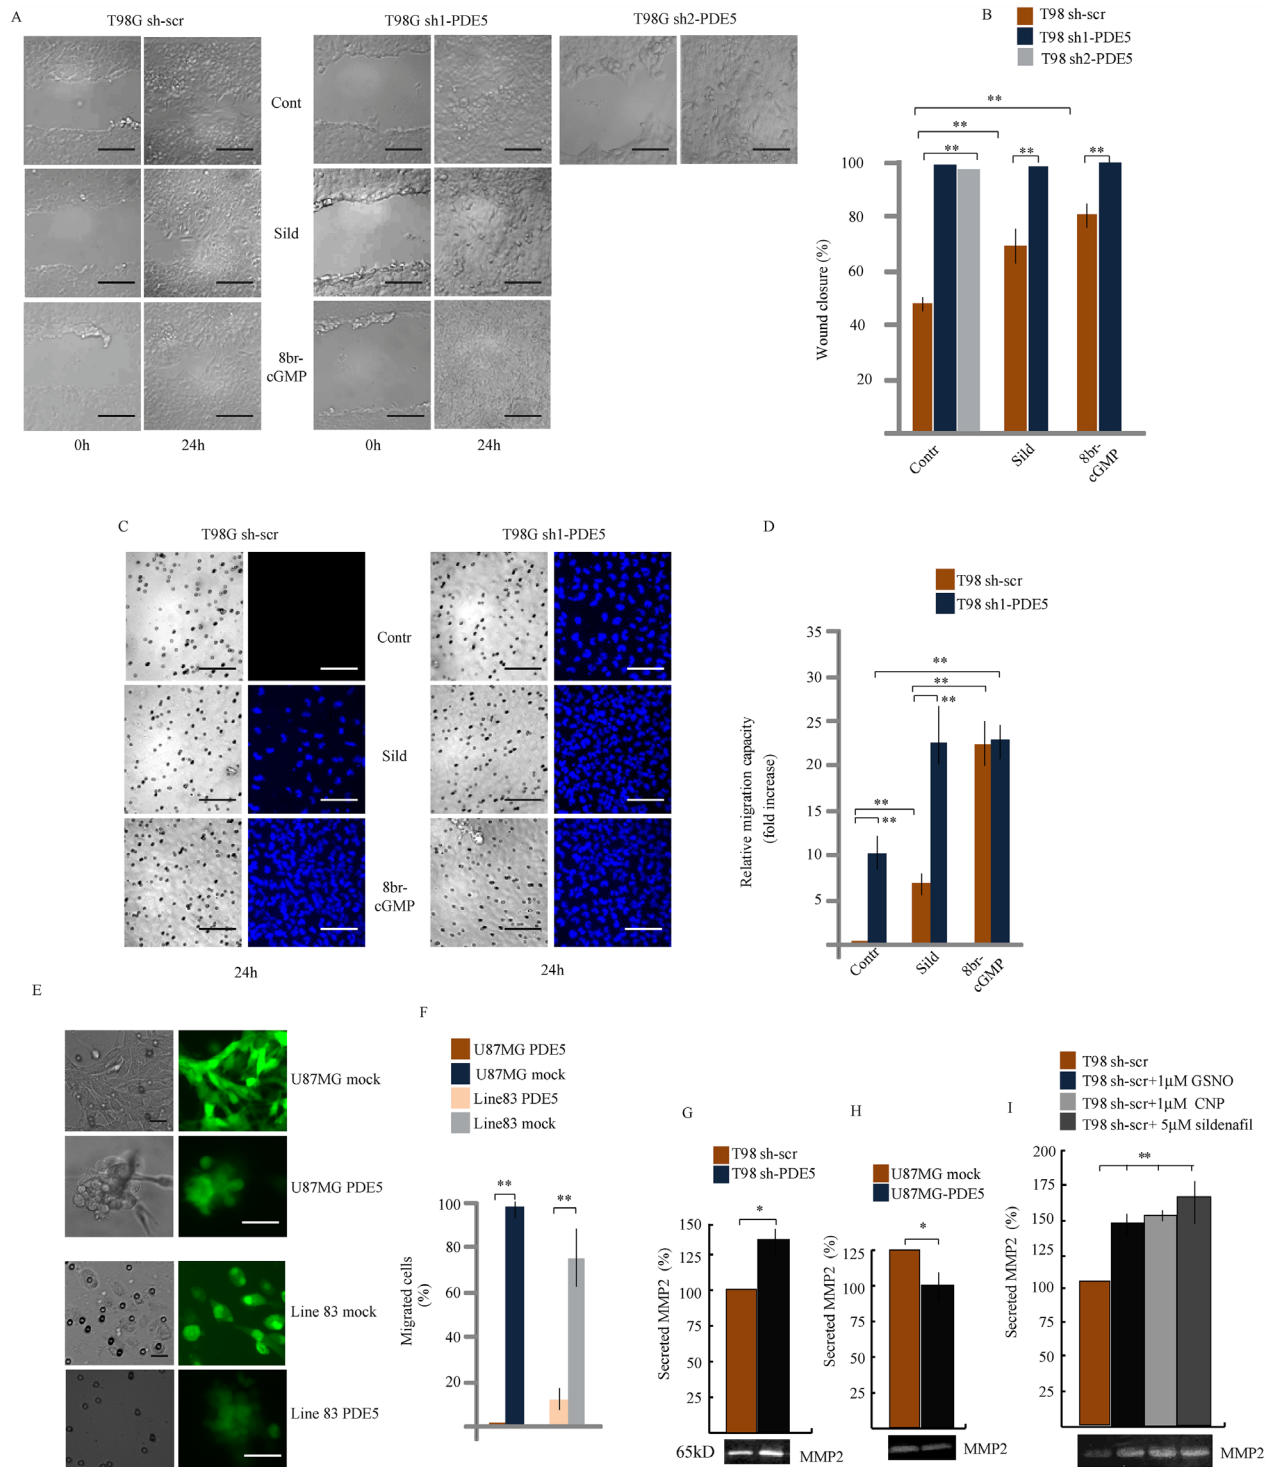 A
T98G sh-scr
T98G sh1-PDE5
T98G sh2-PDE5
Cont
Sild
8br-
cGMP
0h
24h
0h
24h
B
T98 sh-scr
T98 sh1-PDE5
T98 sh2-PDE5
**
**
**
**
**
Wound closure (%)
100
80
60
40
20
Contr
Sild
8br-
cGMP
C
T98G sh-scr
T98G sh1-PDE5
Contr
Sild
8br-
cGMP
24h
24h
D
T98 sh-scr
T98 sh1-PDE5
Relative migration capacity
(fold increase)
35
30
25
20
15
10
5
**
**
**
**
**
Contr
Sild
8br-
cGMP
E
U87MG mock
U87MG PDE5
Line 83 mock
Line 83 PDE5
F
U87MG PDE5
U87MG mock
Line83 PDE5
Line83 mock
Migrated cells
(%)
100
80
60
40
20
**
**
G
T98 sh-scr
T98 sh-PDE5
Secreted MMP2 (%)
150
125
100
75
50
25
*
65kD
MMP2
H
U87MG mock
U87MG-PDE5
Secreted MMP2 (%)
125
100
75
50
25
*
MMP2
I
T98 sh-scr
T98 sh-scr+1µM GSNO
T98 sh-scr+1µM CNP
T98 sh-scr+ 5µM sildenafil
Secreted MMP2 (%)
200
175
150
125
100
75
50
25
**
MMP2